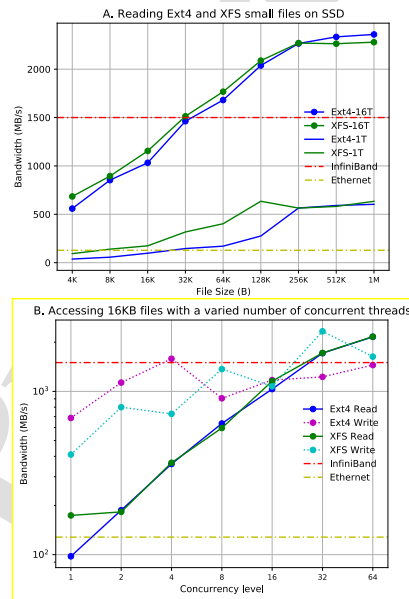 A. Reading Ext4 and XFS small files on SSD
Bandwidth (MB/s)
2000
1500
1000
500
0
Ext4-16T
XFS-16T
Ext4-1T
XFS-1T
InfiniBand
Ethernet
4K 8K 16K 32K 64K 128K 256K 512K 1M
File Size (B)
B. Accessing 16KB files with a varied number of concurrent threads
Bandwidth (MB/s)
10³
10²
Ext4 Read
Ext4 Write
XFS Read
XFS Write
InfiniBand
Ethernet
1 2 4 8 16 32 64
Concurrency level